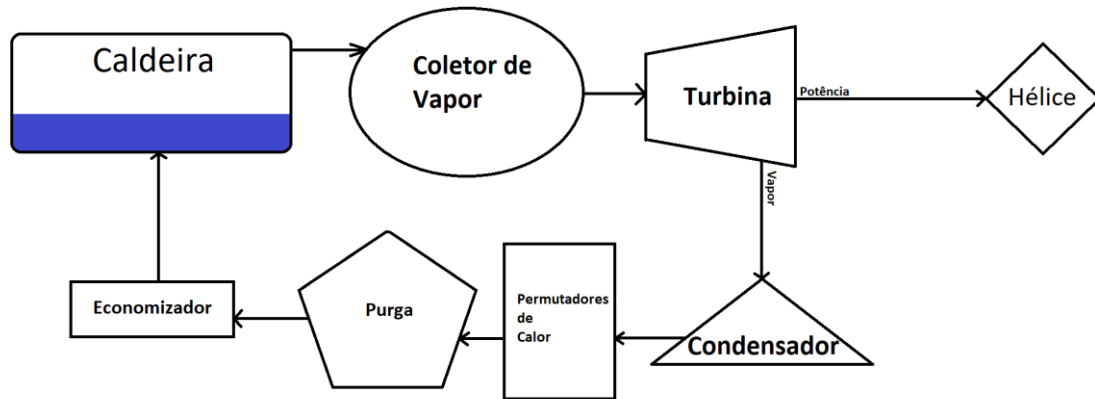 Caldeira
Coletor de
Vapor
Turbina
Potência
Hélice
Vapor
Economizador
Purga
Permutadores
de
Calor
Condensador